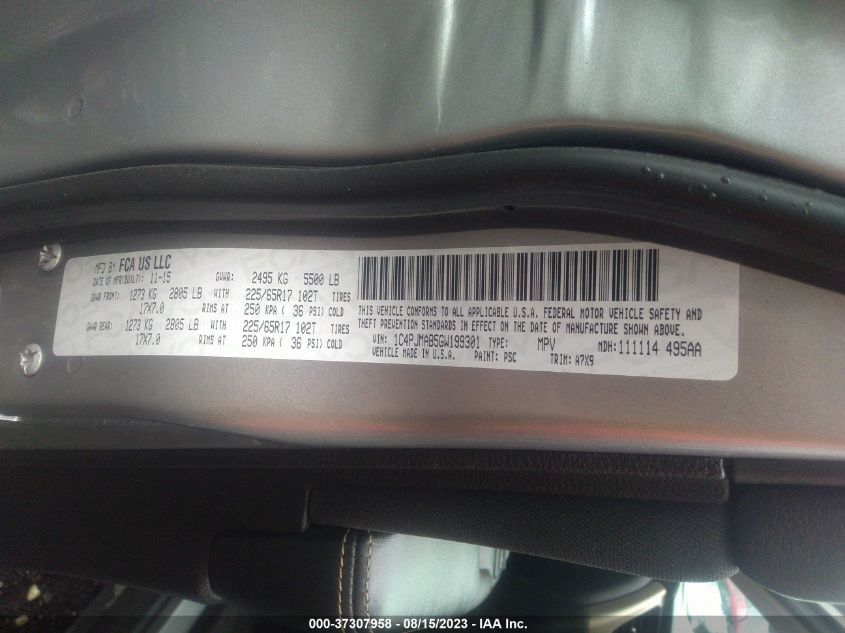 MFD BY FCA US LLC
DATE OF MFR(BUILT): 11-15 GVWR: 2495 KG 5500 LB
GAWR FRONT: 1273 KG 2805 LB WITH 225/65R17 102T TIRES
17X7.0 RIMS AT 250 KPA ( 36 PSI) COLD
GAWR REAR: 1273 KG 2805 LB WITH 225/65R17 102T TIRES
17X7.0 RIMS AT 250 KPA ( 36 PSI) COLD
THIS VEHICLE CONFORMS TO ALL APPLICABLE U.S.A. FEDERAL MOTOR VEHICLE SAFETY AND
THEFT PREVENTION STANDARDS IN EFFECT ON THE DATE OF MANUFACTURE SHOWN ABOVE.
VIN: 1C4PJMAB5GW199301 TYPE: MPV MDH: 111114 495AA
VEHICLE MADE IN U.S.A. PAINT: PSC TRIM: A7K9
000-37307958 - 08/15/2023 - IAA Inc.